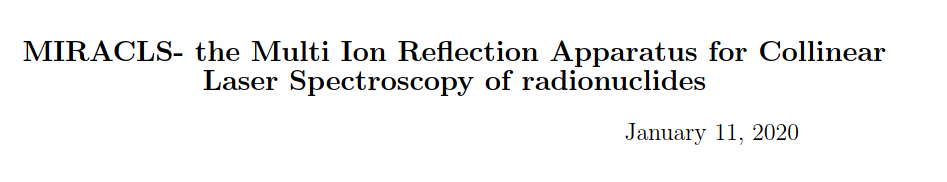 MIRACLS- the Multi Ion Reflection Apparatus for Collinear
Laser Spectroscopy of radionuclides
January 11, 2020